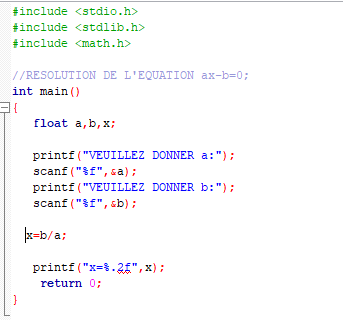 #include <stdio.h>
#include <stdlib.h>
#include <math.h>
//RESOLUTION DE L'EQUATION ax-b=0;
int main()
{
float a,b,x;
printf("VEUILLEZ DONNER a:");
scanf("%f",&a);
printf("VEUILLEZ DONNER b:");
scanf("%f",&b);
x=b/a;
printf("x=%.2f",x);
return 0;
}